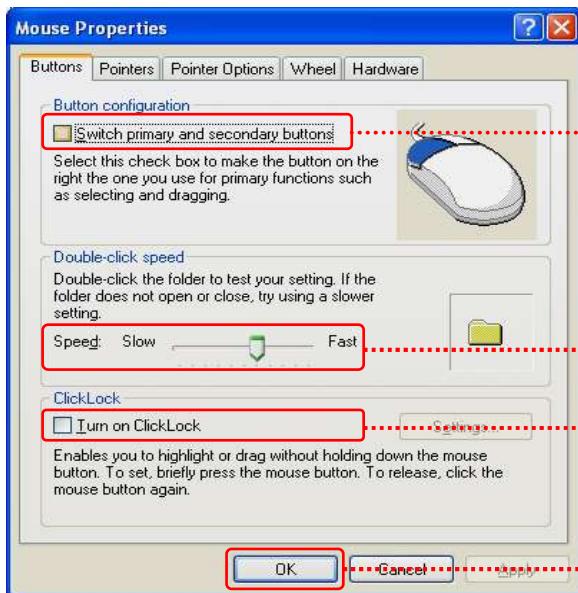 Mouse Properties
Buttons Pointers Pointer Options Wheel Hardware
Button configuration
Switch primary and secondary buttons
Select this check box to make the button on the
right the one you use for primary functions such
as selecting and dragging.
Double-click speed
Double-click the folder to test your setting. If the
folder does not open or close, try using a slower
setting.
Speed: Slow Fast
ClickLock
Turn on ClickLock Settings...
Enables you to highlight or drag without holding down the mouse
button. To set, briefly press the mouse button. To release, click the
mouse button again.
OK Cancel Apply